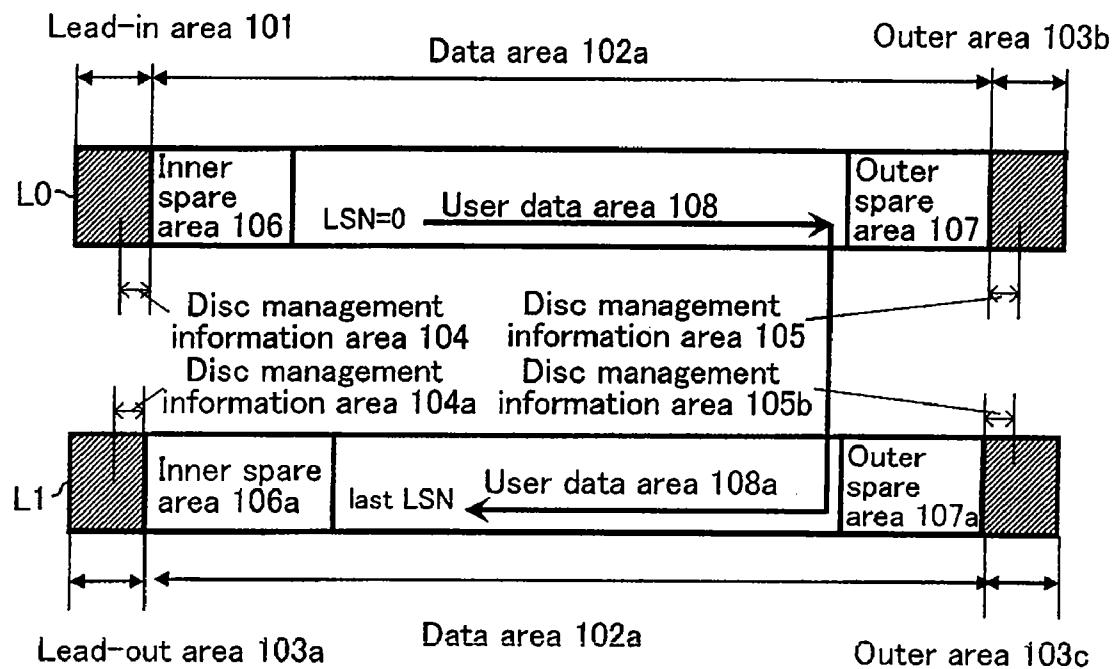 Lead-in area 101
Data area 102a
Outer area 103b
L0
Inner
spare
area 106
LSN=0
User data area 108
Outer
spare
area 107
Disc management
information area 104
Disc management
information area 105
Disc management
information area 104a
Disc management
information area 105b
L1
Inner spare
area 106a
last LSN
User data area 108a
Outer
spare
area 107a
Lead-out area 103a
Data area 102a
Outer area 103c